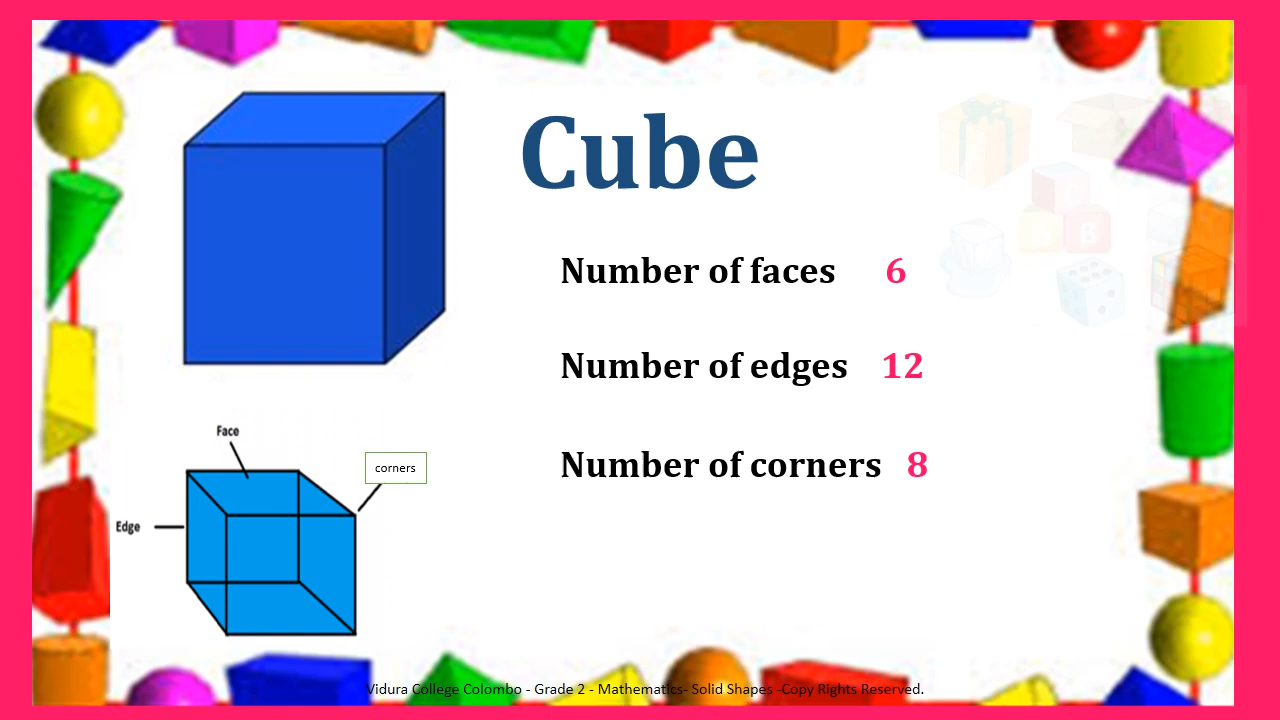 Cube
Number of faces 6
Number of edges 12
Number of corners 8
Face
corners
Edge
Vidura College Colombo - Grade 2 - Mathematics- Solid Shapes -Copy Rights Reserved.